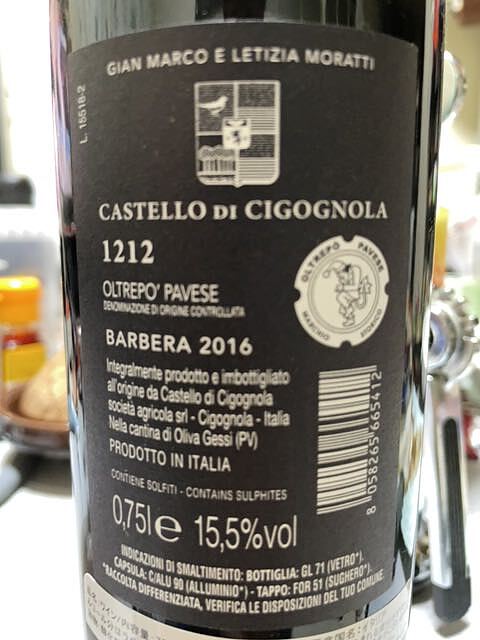 GIAN MARCO E LETIZIA MORATTI
L. 15518-2
CASTELLO DI CIGOGNOLA
1212
OLTREPO' PAVESE
DENOMINAZIONE DI ORIGINE CONTROLLATA
BARBERA 2016
OLTREPO PAVESE
Integralmente prodotto e imbottigliato
all'origine da Castello di Cigognola
società agricola srl - Cigognola - Italia
Nella cantina di Oliva Gessi (PV)
PRODOTTO IN ITALIA
CONTIENE SOLFITI - CONTAINS SULPHITES
0,75l e 15,5%vol
8 058265 665412
INDICAZIONI DI SMALTIMENTO: BOTTIGLIA: GL 71 (VETRO*).
CAPSULA: C/ALU 90 (ALLUMINIO*) - TAPPO: FOR 51 (SUGHERO*).
*RACCOLTA DIFFERENZIATA. VERIFICA LE DISPOSIZIONI DEL TUO COMUNE.